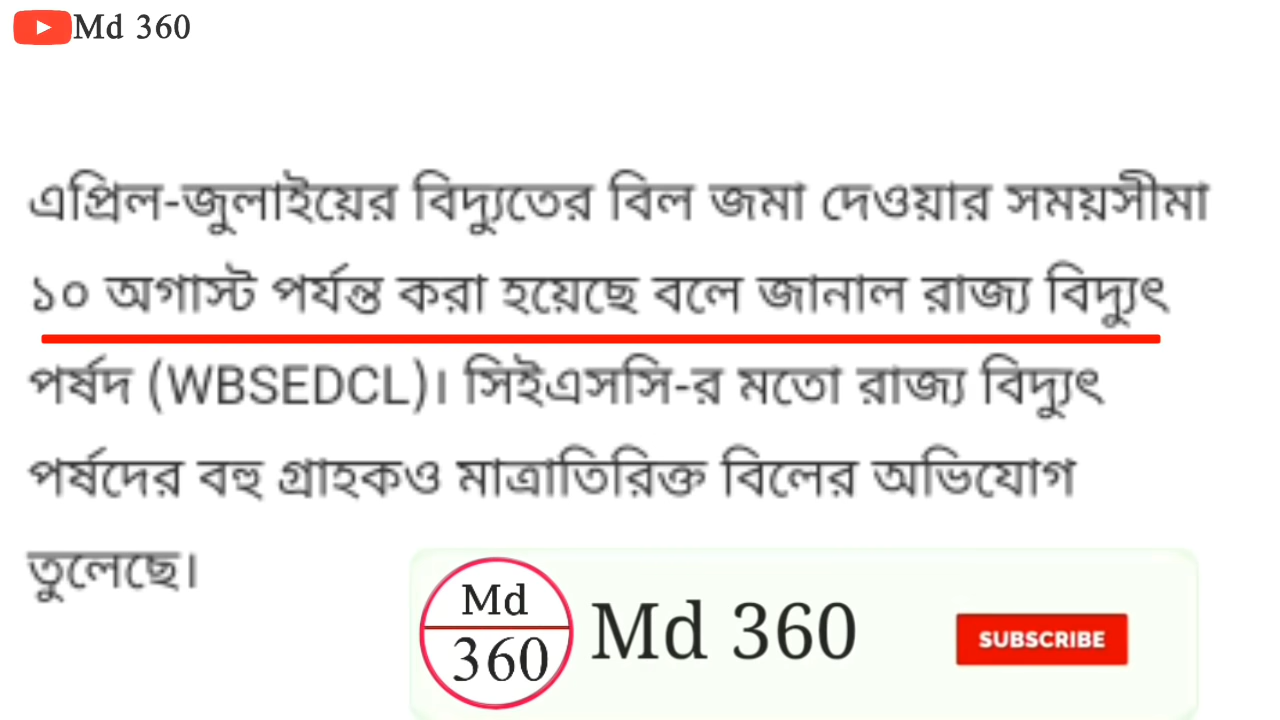 Md 360
এপ্রিল-জুলাইয়ের বিদ্যুতের বিল জমা দেওয়ার সময়সীমা
১০ অগাস্ট পর্যন্ত করা হয়েছে বলে জানাল রাজ্য বিদ্যুৎ
পর্ষদ (WBSEDCL)। সিইএসসি-র মতো রাজ্য বিদ্যুৎ
পর্ষদের বহু গ্রাহকও মাত্রাতিরিক্ত বিলের অভিযোগ
তুলেছে।
Md
360
Md 360
SUBSCRIBE